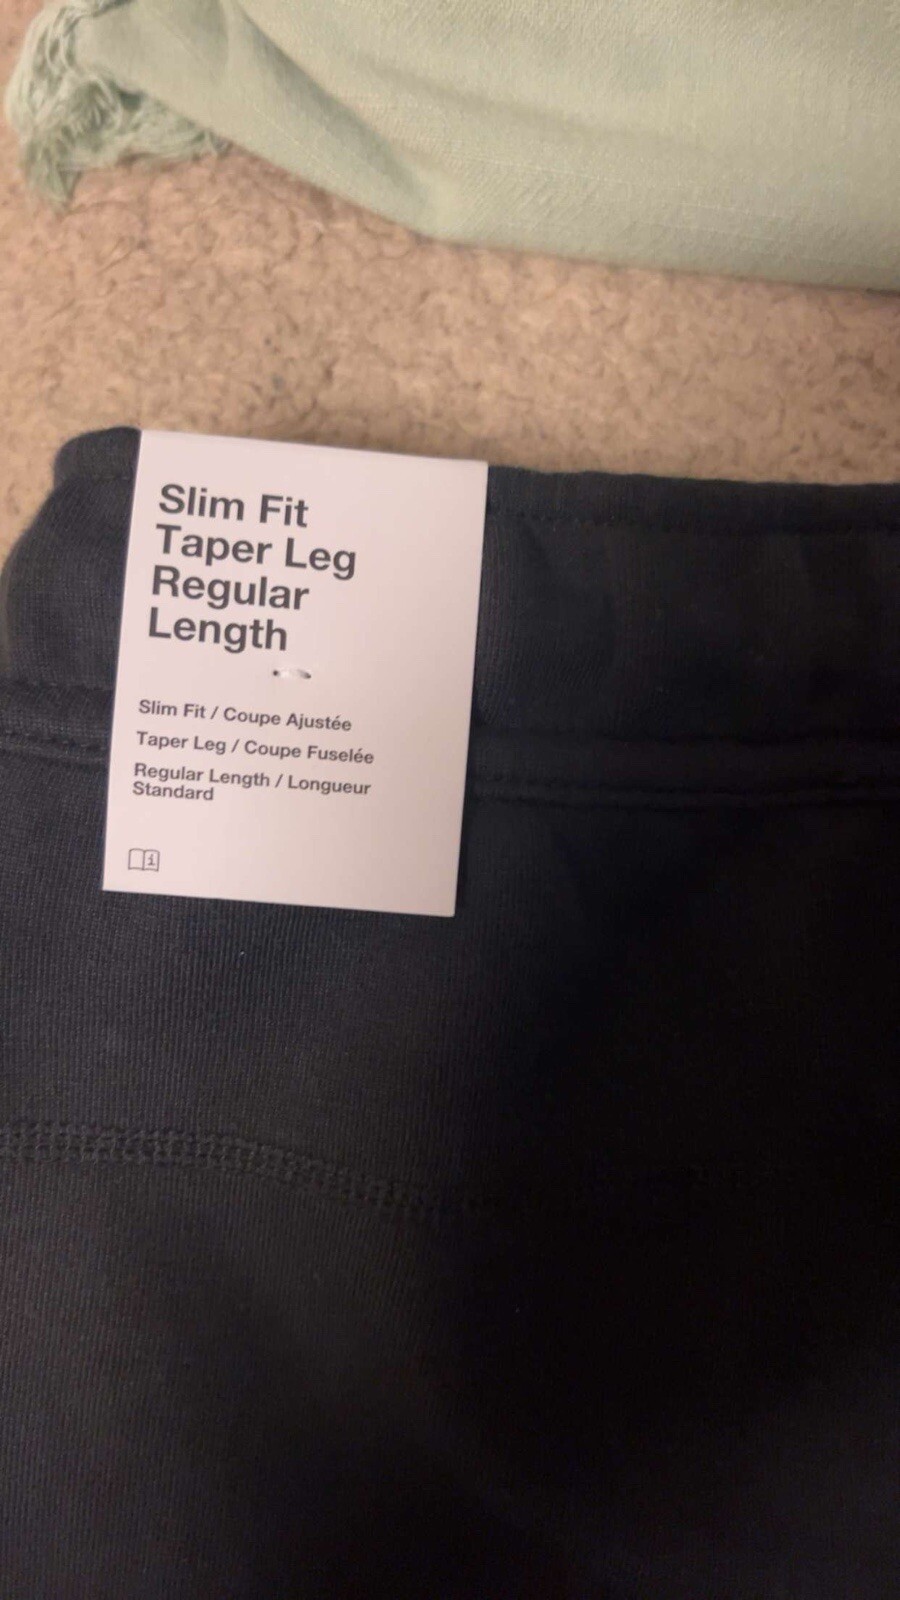 Slim Fit
Taper Leg
Regular
Length
Slim Fit / Coupe Ajustée
Taper Leg / Coupe Fuselée
Regular Length / Longueur
Standard
i